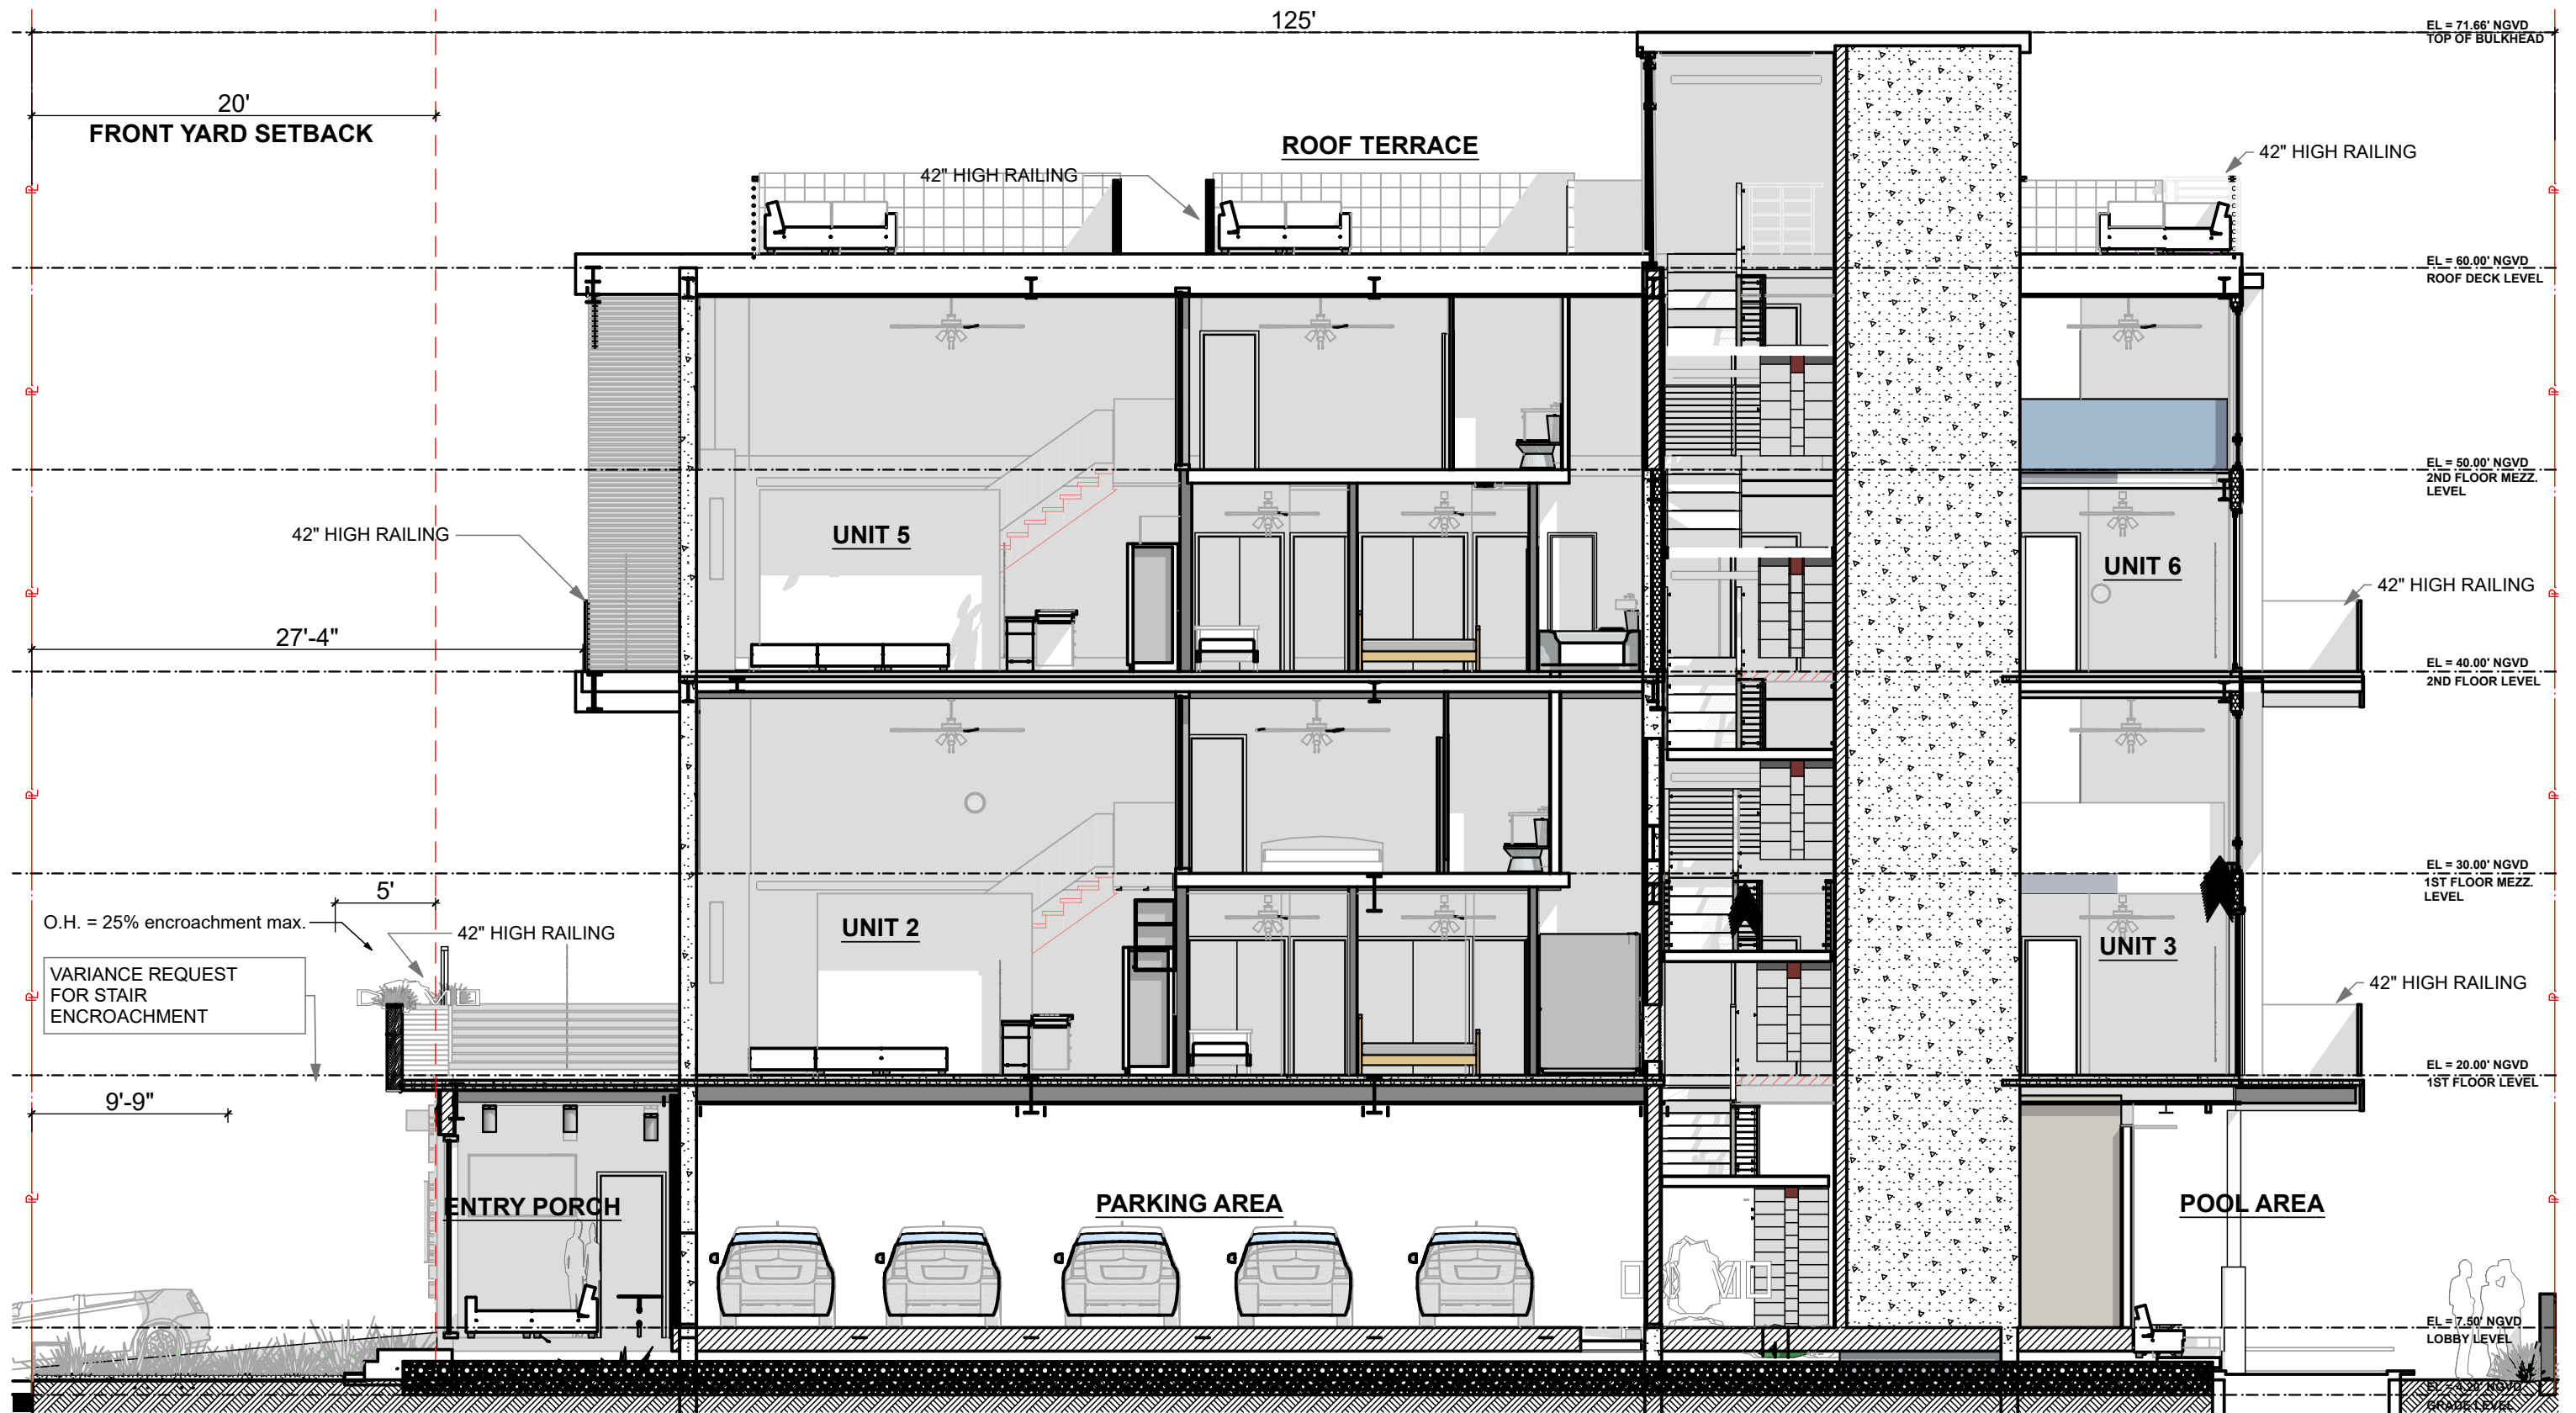 125'
EL = 71.66' NGVD
TOP OF BULKHEAD
20'
FRONT YARD SETBACK
ROOF TERRACE
42" HIGH RAILING
42" HIGH RAILING
EL = 60.00' NGVD
ROOF DECK LEVEL
EL = 50.00' NGVD
2ND FLOOR MEZZ.
LEVEL
UNIT 5
42" HIGH RAILING
UNIT 6
42" HIGH RAILING
27'-4"
EL = 40.00' NGVD
2ND FLOOR LEVEL
EL = 30.00' NGVD
1ST FLOOR MEZZ.
LEVEL
5'
O.H. = 25% encroachment max.
42" HIGH RAILING
UNIT 2
UNIT 3
VARIANCE REQUEST
FOR STAIR
ENCROACHMENT
42" HIGH RAILING
EL = 20.00' NGVD
1ST FLOOR LEVEL
9'-9"
ENTRY PORCH
PARKING AREA
POOL AREA
EL = 7.50' NGVD
LOBBY LEVEL
EL = 4.20' NGVD
GRADE LEVEL